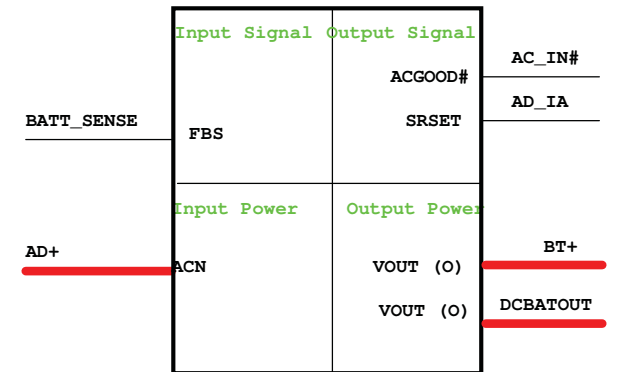 Input Signal Output Signal
AC_IN#
ACGOOD#
AD_IA
BATT_SENSE
SRSET
FBS
Input Power Output Power
AD+
BT+
ACN
VOUT (O)
DCBATOUT
VOUT (O)